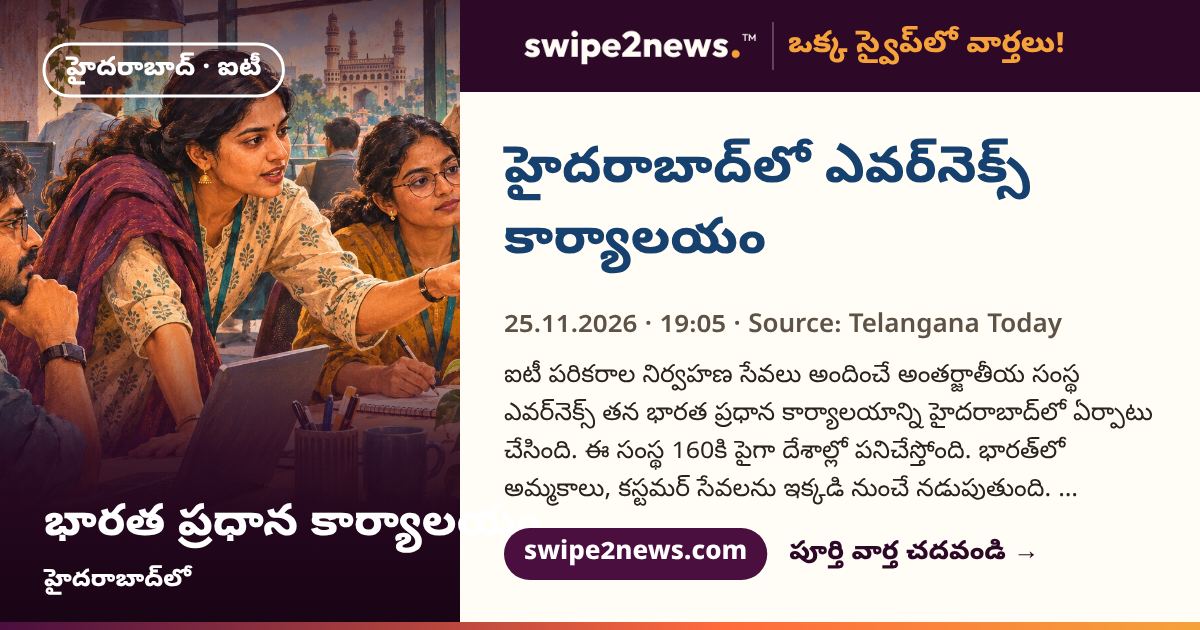 హైదరాబాద్ · ఐటీ
భారత ప్రధాన కార్యాలయం
హైదరాబాద్‌లో
swipe2news.™
ఒక్క స్వైప్‌లో వార్తలు!
హైదరాబాద్‌లో ఎవర్‌నెక్స్
కార్యాలయం
25.11.2026 · 19:05 · Source: Telangana Today
ఐటీ పరికరాల నిర్వహణ సేవలు అందించే అంతర్జాతీయ సంస్థ
ఎవర్‌నెక్స్ తన భారత ప్రధాన కార్యాలయాన్ని హైదరాబాద్‌లో ఏర్పాటు
చేసింది. ఈ సంస్థ 160కి పైగా దేశాల్లో పనిచేస్తోంది. భారత్‌లో
అమ్మకాలు, కస్టమర్ సేవలను ఇక్కడి నుంచే నడుపుతుంది. ...
swipe2news.com
పూర్తి వార్త చదవండి →